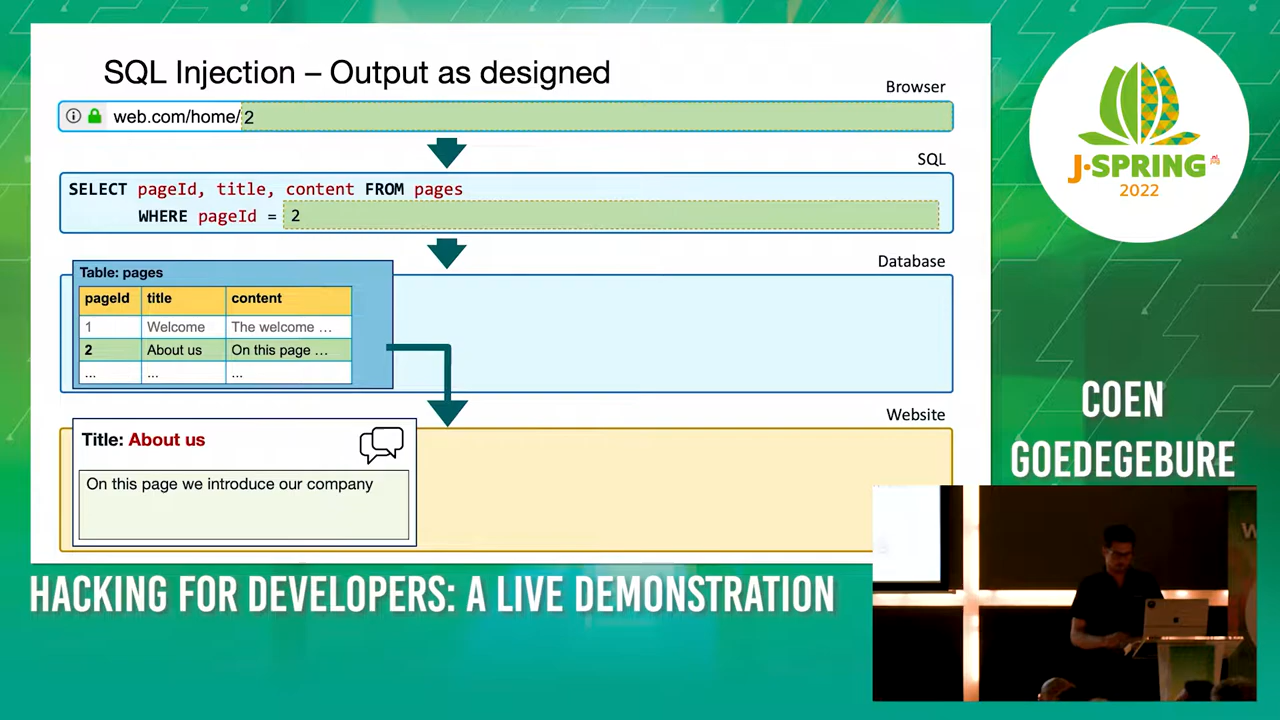 SQL Injection – Output as designed
Browser
web.com/home/2
SQL
SELECT pageId, title, content FROM pages
WHERE pageId = 2
Database
Table: pages
pageId title content
1 Welcome The welcome ...
2 About us On this page ...
... ... ...
Website
Title: About us
On this page we introduce our company
J·SPRING
2022
COEN
GOEDEGEBURE
HACKING FOR DEVELOPERS: A LIVE DEMONSTRATION
W